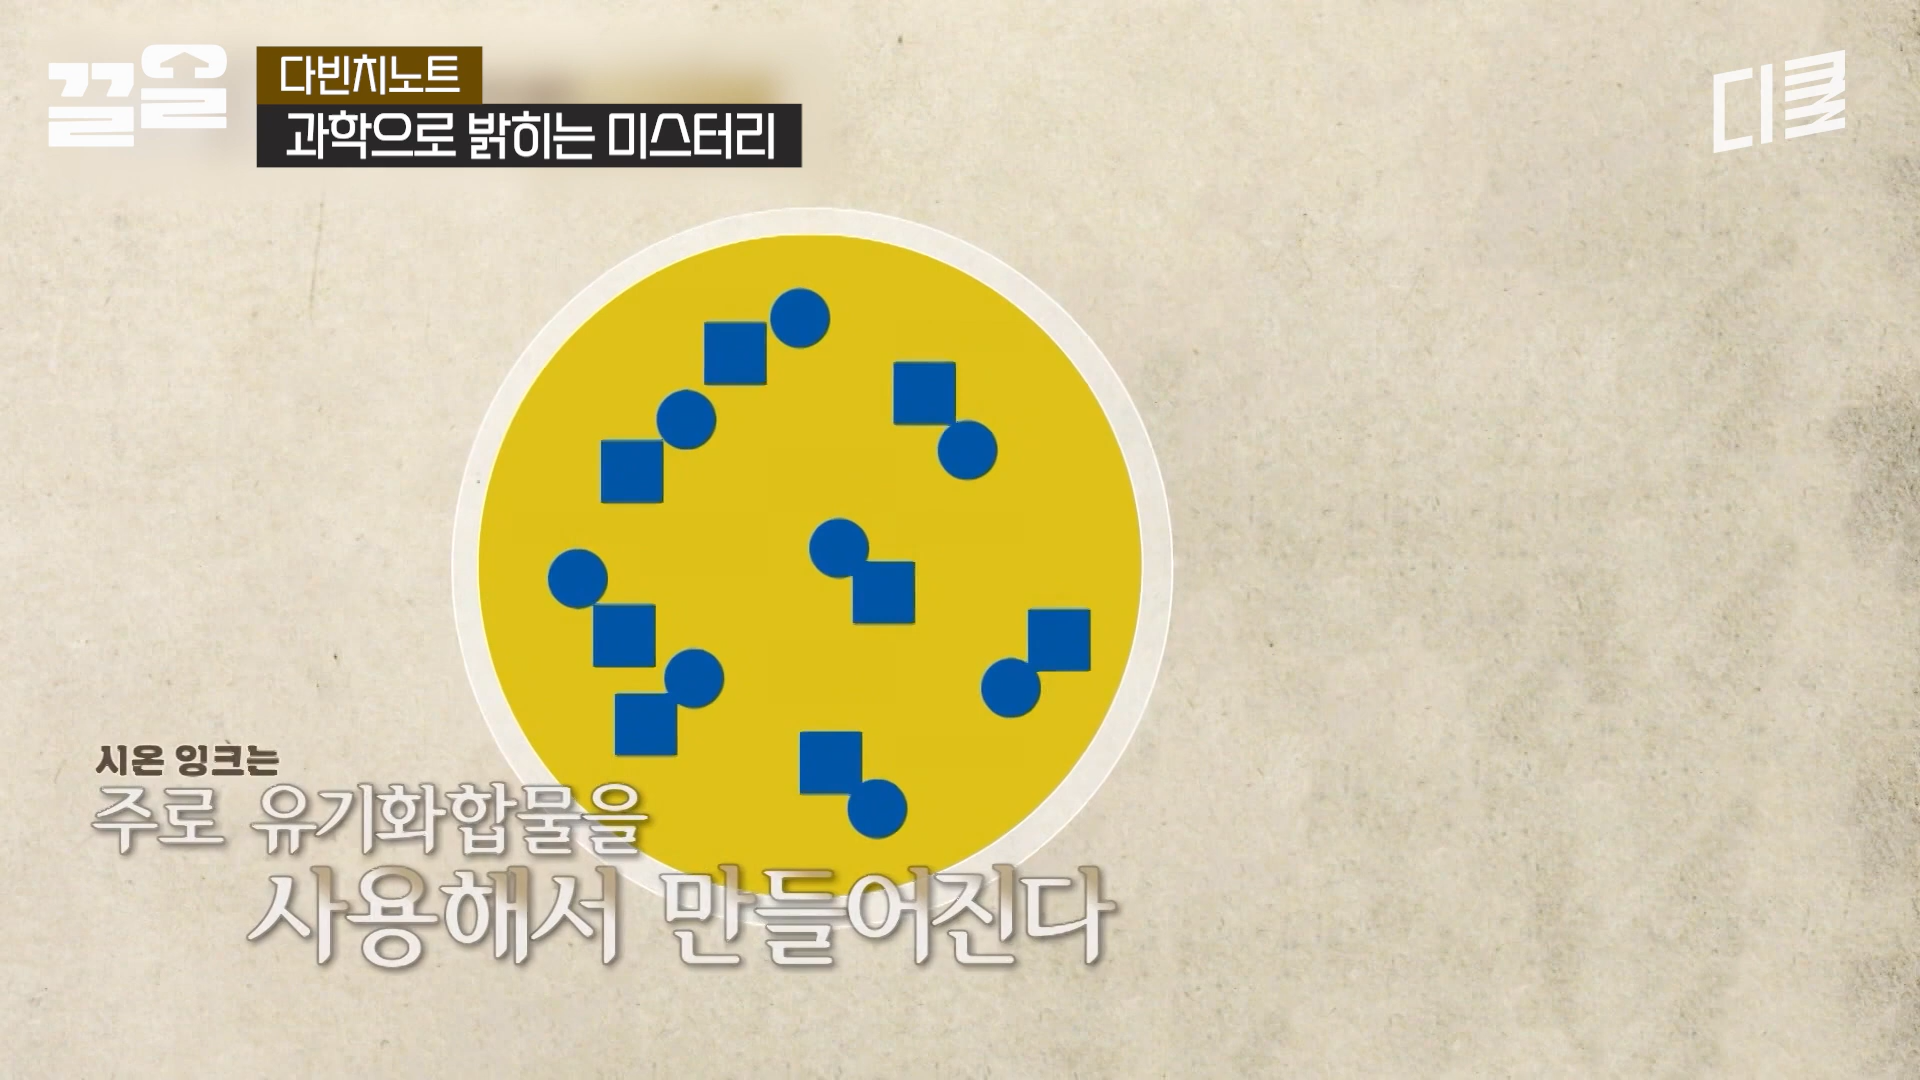 끌올
다빈치노트
과학으로 밝히는 미스터리
디글
시온 잉크는
주로 유기화합물을
사용해서 만들어진다